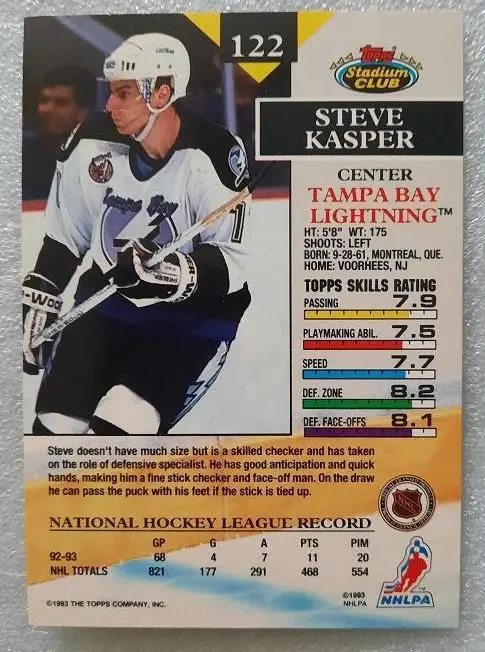 122
Topps
Stadium
CLUB
STEVE
KASPER
CENTER
TAMPA BAY
LIGHTNING™
HT: 5'8" WT: 175
SHOOTS: LEFT
BORN: 9-28-61, MONTREAL, QUE.
HOME: VOORHEES, NJ
TOPPS SKILLS RATING
PASSING 7.9
PLAYMAKING ABIL. 7.5
SPEED 7.7
DEF. ZONE 8.2
DEF. FACE-OFFS 8.1
Tampa Bay
Steve doesn't have much size but is a skilled checker and has taken
on the role of defensive specialist. He has good anticipation and quick
hands, making him a fine stick checker and face-off man. On the draw
he can pass the puck with his feet if the stick is tied up.
NATIONAL HOCKEY LEAGUE RECORD
GP G A PTS PIM
92-93 68 4 7 11 20
NHL TOTALS 821 177 291 468 554
NHL
©1993 THE TOPPS COMPANY, INC.
©1993
NHLPA
NHLPA